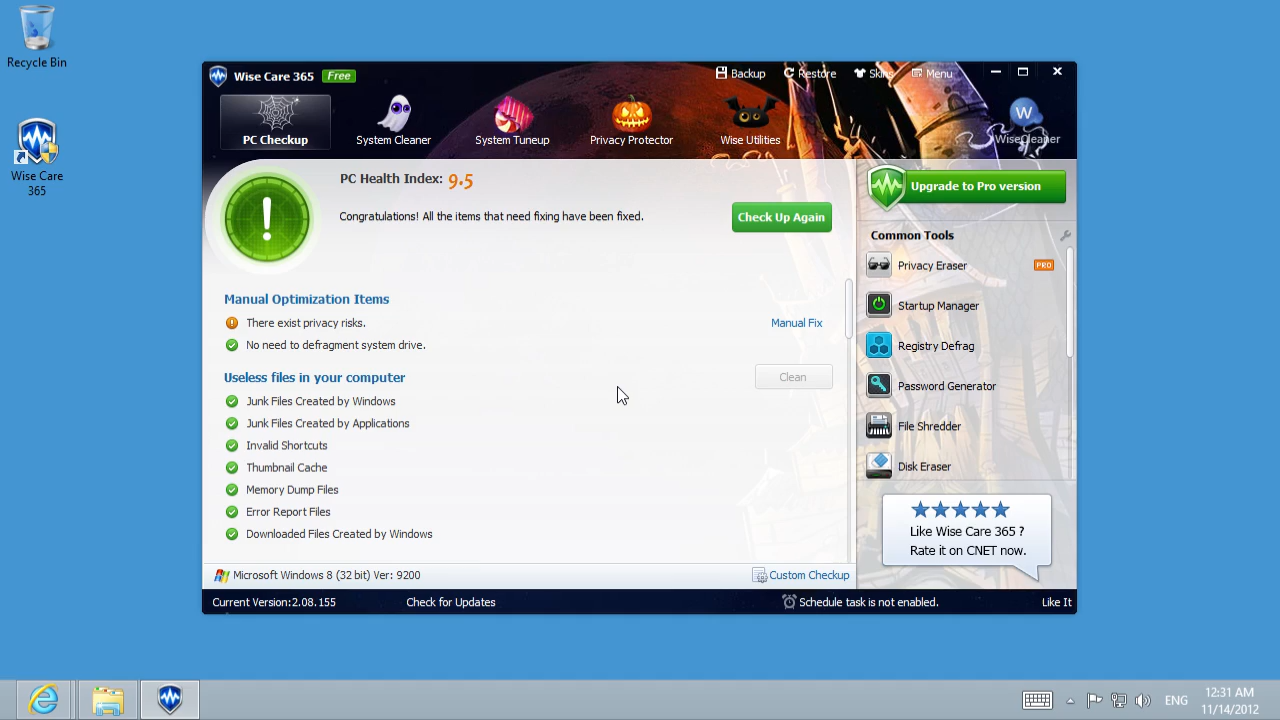 Recycle Bin
Wise Care
365
Wise Care 365 Free
Backup Restore Skins Menu
PC Checkup System Cleaner System Tuneup Privacy Protector Wise Utilities
W
WiseCleaner
PC Health Index: 9.5
Congratulations! All the items that need fixing have been fixed.
Check Up Again
Manual Optimization Items
There exist privacy risks.
Manual Fix
No need to defragment system drive.
Useless files in your computer
Clean
Junk Files Created by Windows
Junk Files Created by Applications
Invalid Shortcuts
Thumbnail Cache
Memory Dump Files
Error Report Files
Downloaded Files Created by Windows
Upgrade to Pro version
Common Tools
Privacy Eraser PRO
Startup Manager
Registry Defrag
Password Generator
File Shredder
Disk Eraser
Like Wise Care 365 ?
Rate it on CNET now.
Microsoft Windows 8 (32 bit) Ver: 9200
Custom Checkup
Current Version:2.08.155
Check for Updates
Schedule task is not enabled.
Like It
ENG
12:31 AM
11/14/2012